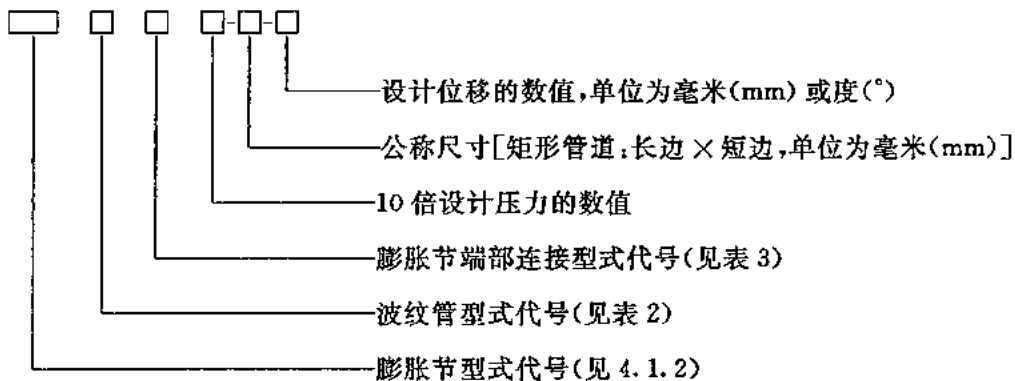 设计位移的数值,单位为毫米(mm)或度(°)
公称尺寸[矩形管道:长边×短边,单位为毫米(mm)]
10倍设计压力的数值
膨胀节端部连接型式代号(见表3)
波纹管型式代号(见表2)
膨胀节型式代号(见4.1.2)